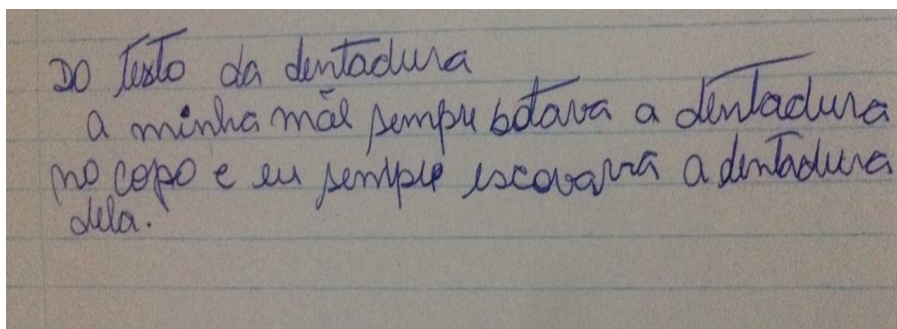 DO Texto da dentadura
a minha mãe sempre botava a dentadura
no copo e eu sempre escovava a dentadura
dela.